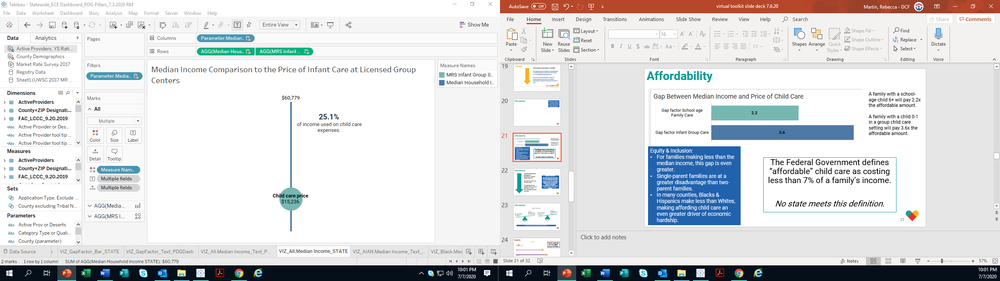 Tableau - Statewide_ECE Dashboard_PDG Pillars_7.3.2020 RM
File Data Worksheet Dashboard Story Analysis Map Format Server Window Help
Entire View
Show Me
Data Analytics
Active Providers, YS Rati...
County Demographics
Market Rate Survey 2017
Regsitry Data
Sheet1 (UWSC 2017 MR...
Dimensions
ActiveProviders
County+ZIP Designati...
FAC_LCCC_9.20.2019
=Abc Active Provider or Des...
=Abc Active Provider tool tip ...
=Abc Active Provider tool tip ...
Measures
ActiveProviders
County+ZIP Designati...
FAC_LCCC_9.20.2019
Sets
Application Type. Exclude ...
County excluding Tribal N...
Parameters
Abc Active Prov or Deserts
Abc Category Type or Quali...
Abc County (parameter)
Pages
Filters
Parameter.Media..
Marks
All
Multiple
Color Size Label
Detail Tooltip
Measure Nam..
Multiple fields
Multiple fields
AGG(Media...
AGG(MRS I...
Columns Parameter.Median..
Rows AGG(Median Hous.. AGG(MRS Infant ..
Median Income Comparison to the Price of Infant Care at Licensed Group
Centers
$60,779
25.1%
of income used on child care
expenses.
Child care price
$15,236
Measure Names
MRS Infant Group S..
Median Household I..
Data Source VIZ_GapFactor_Bar_STATE VIZ_GapFactor_Text_PDGDash VIZ_All.Median Income_Text_P... VIZ_All.Median Income_STATE VIZ_AIAN.Median Income_Text_... VIZ_Black.Med
2 marks 1 row by 1 column SUM of AGG(Median Household Income STATE): $60,779
10:01 PM
7/7/2020
AutoSave Off
virtual toolkit slide deck 7.6.20
Martin, Rebecca - DCF
File Home Insert Design Transitions Animations Slide Show Review View Help Search
Share Comments
Paste
Clipboard
New
Slide
Reuse
Slides
Layout
Reset
Section
Slides
16
B I U S ab AV Aa
Font
Paragraph
Shapes Arrange
Quick
Styles
Shape Fill
Shape Outline
Shape Effects
Drawing
Find
Replace
Select
Editing
Dictate
Voice
19
20
21
22
23
24
Affordability
Gap Between Median Income and Price of Child Care
Gap factor School age
Family Care
2.2
Gap factor Infant Group Care
3.6
A family with a school-
age child 6+ will pay 2.2x
the affordable amount.
A family with a child 0-1
in a group child care
setting will pay 3.6x the
affordable amount.
Equity & Inclusion:
• For families making less than the
median income, this gap is even
greater.
• Single-parent families are at a
greater disadvantage than two-
parent families.
• In many counties, Blacks &
Hispanics make less than Whites,
making affording child care an
even greater driver of economic
hardship.
The Federal Government defines
“affordable” child care as costing
less than 7% of a family’s income.
No state meets this definition.
21
Click to add notes
Slide 21 of 32
Notes
57%
10:01 PM
7/7/2020